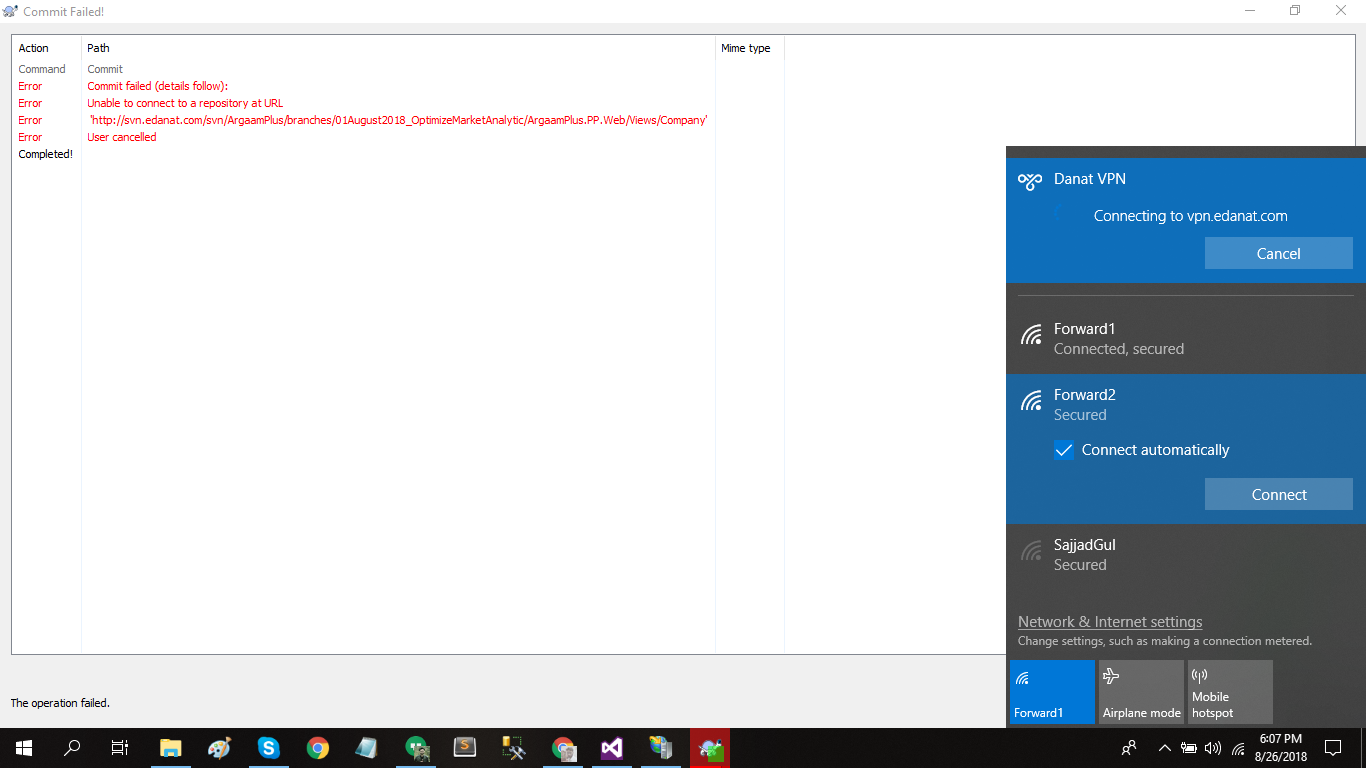 Commit Failed!
Action Path Mime type
Command Commit
Error Commit failed (details follow):
Error Unable to connect to a repository at URL
Error 'http://svn.edanat.com/svn/ArgaamPlus/branches/01August2018_OptimizeMarketAnalytic/ArgaamPlus.PP.Web/Views/Company'
Error User cancelled
Completed!
The operation failed.
Danat VPN
Connecting to vpn.edanat.com
Cancel
Forward1
Connected, secured
Forward2
Secured
Connect automatically
Connect
SajjadGul
Secured
Network & Internet settings
Change settings, such as making a connection metered.
Forward1
Airplane mode
Mobile
hotspot
6:07 PM
8/26/2018